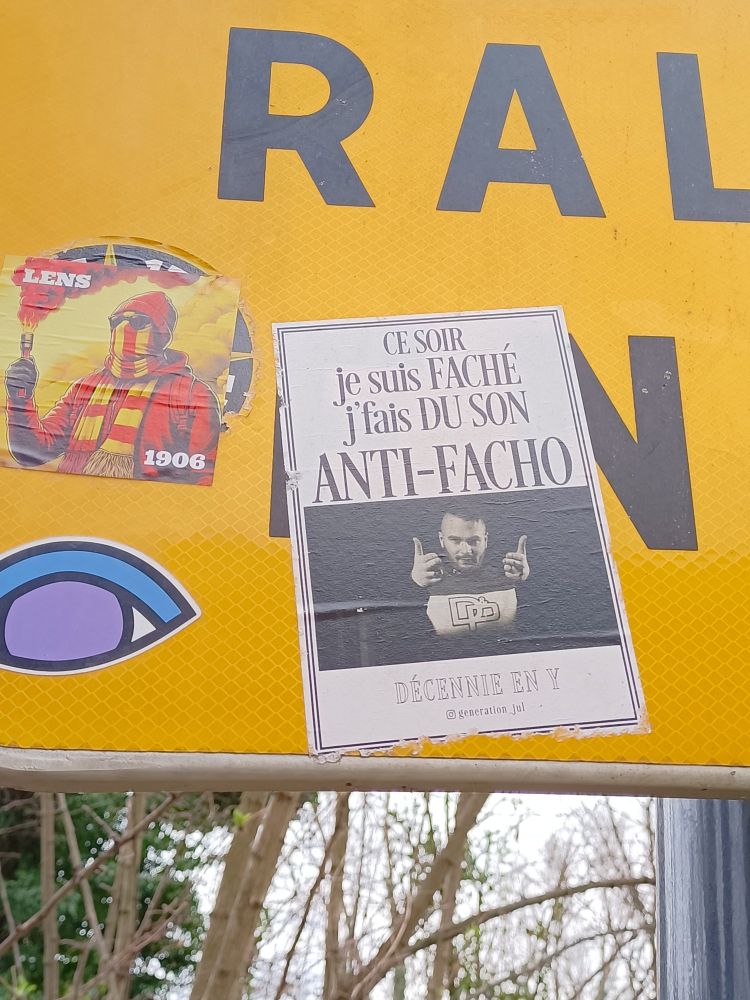 RAL
N
LENS
1906
CE SOIR
je suis FACHÉ
j'fais DU SON
ANTI-FACHO
DÉCENNIE EN Y
generation_jul